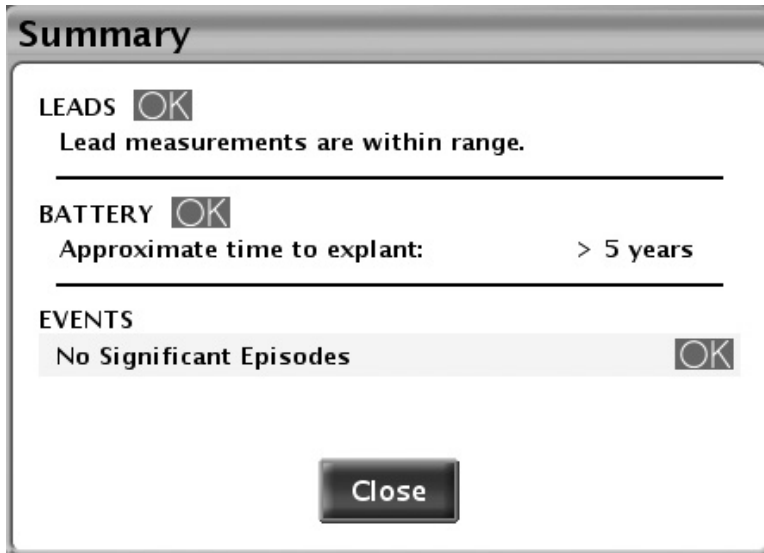 Summary
LEADS OK
Lead measurements are within range.
BATTERY OK
Approximate time to explant: > 5 years
EVENTS
No Significant Episodes OK
Close